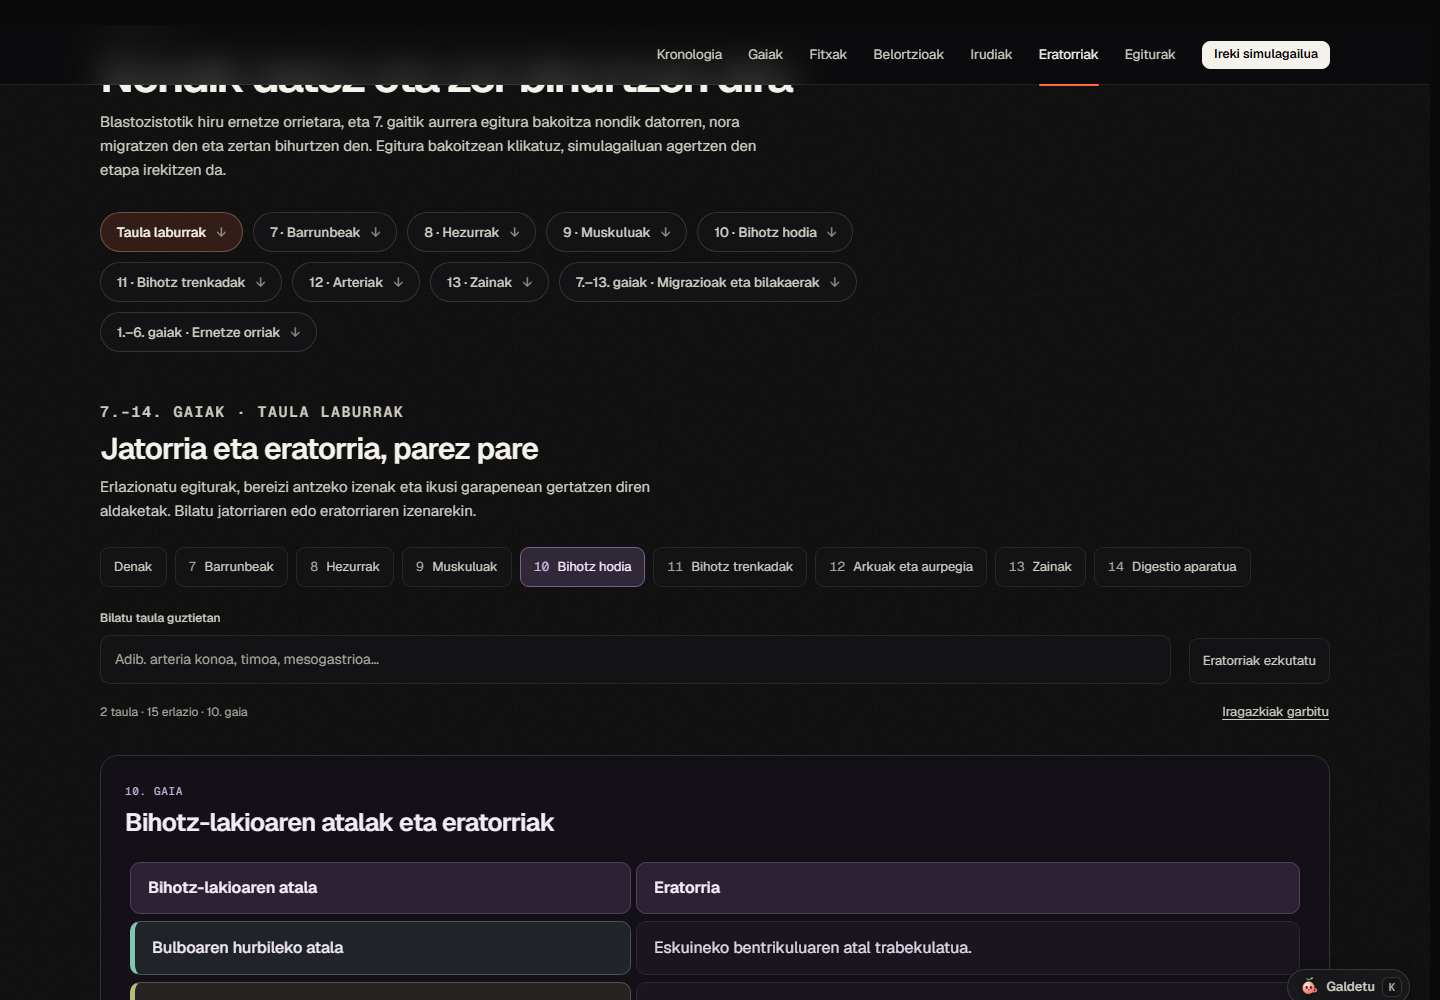 Kronologia Gaiak Fitxak Belortzioak Irudiak Eratorriak Egiturak Ireki simulagailua
Nondik datoz eta zer bihurtzen dira
Blastozistotik hiru ernetze orrietara, eta 7. gaitik aurrera egitura bakoitza nondik datorren, nora
migratzen den eta zertan bihurtzen den. Egitura bakoitzean klikatuz, simulagailuan agertzen den
etapa irekitzen da.
Taula laburrak ↓ 7 · Barrunbeak ↓ 8 · Hezurrak ↓ 9 · Muskuluak ↓ 10 · Bihotz hodia ↓
11 · Bihotz trenkadak ↓ 12 · Arteriak ↓ 13 · Zainak ↓ 7.–13. gaiak · Migrazioak eta bilakaerak ↓
1.–6. gaiak · Ernetze orriak ↓
7.–14. GAIAK · TAULA LABURRAK
Jatorria eta eratorria, parez pare
Erlazionatu egiturak, bereizi antzeko izenak eta ikusi garapenean gertatzen diren
aldaketak. Bilatu jatorriaren edo eratorriaren izenarekin.
Denak 7 Barrunbeak 8 Hezurrak 9 Muskuluak 10 Bihotz hodia 11 Bihotz trenkadak 12 Arkuak eta aurpegia 13 Zainak 14 Digestio aparatua
Bilatu taula guztietan
Adib. arteria konoa, timoa, mesogastrioa... Eratorriak ezkutatu
2 taula · 15 erlazio · 10. gaia Iragazkiak garbitu
10. GAIA
Bihotz-lakioaren atalak eta eratorriak
Bihotz-lakioaren atala Eratorria
Bulboaren hurbileko atala Eskuineko bentrikuluaren atal trabekulatua.
Galdetu K